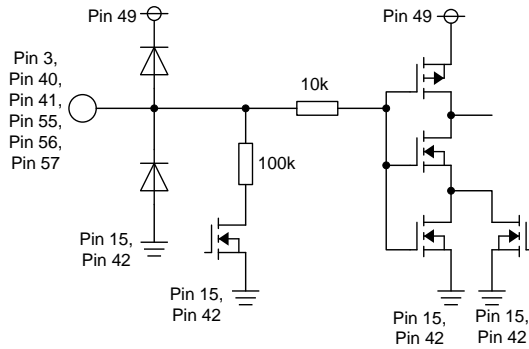 Pin 49
Pin 49
Pin 3,
Pin 40,
Pin 41,
Pin 55,
Pin 56,
Pin 57
10k
100k
Pin 15,
Pin 42
Pin 15,
Pin 42
Pin 15,
Pin 42
Pin 15,
Pin 42